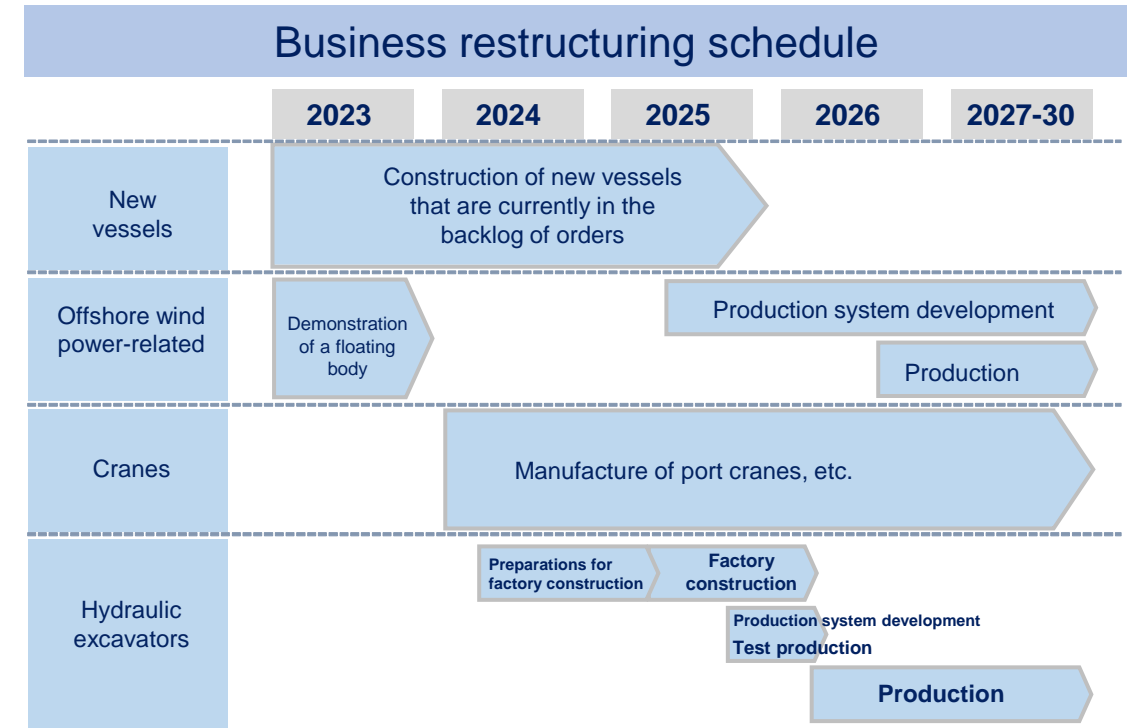 Business restructuring schedule
2023
2024
2025
2026
2027-30
New
vessels
Construction of new vessels
that are currently in the
backlog of orders
Offshore wind
power-related
Demonstration
of a floating
body
Production system development
Production
Cranes
Manufacture of port cranes, etc.
Hydraulic
excavators
Preparations for
factory construction
Factory
construction
Production system development
Test production
Production